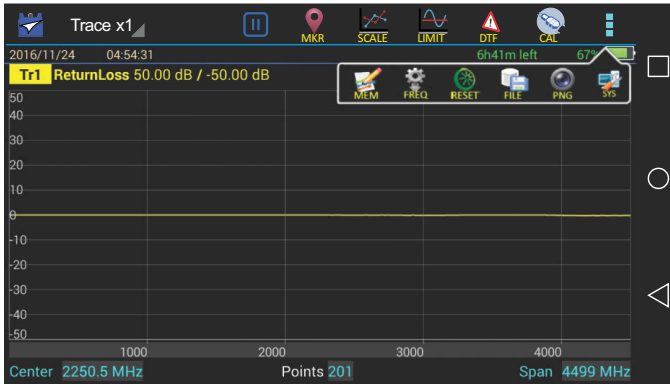 Trace x1
MKR SCALE LIMIT DTF CAL
2016/11/24 04:54:31 6h41m left 67%
Tr1 ReturnLoss 50.00 dB / -50.00 dB
MEM FREQ RESET FILE PNG SYS
50
40
30
20
10
0
-10
-20
-30
-40
-50
1000 2000 3000 4000
Center 2250.5 MHz Points 201 Span 4499 MHz